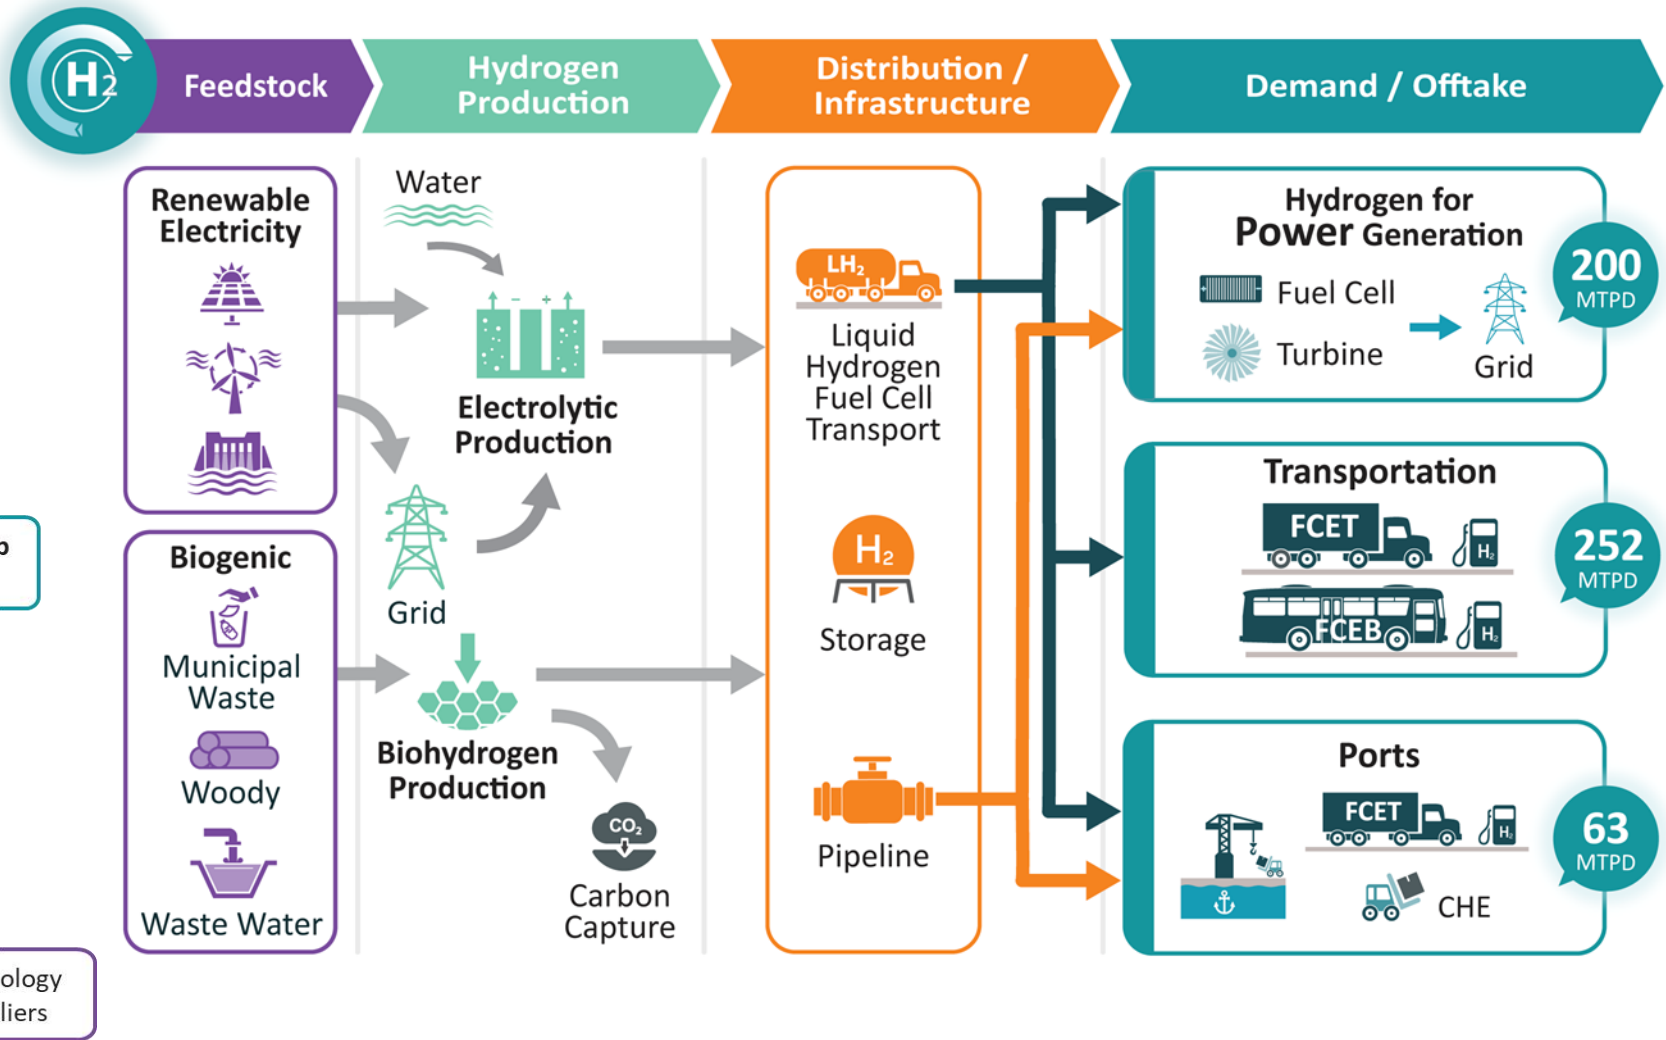 H2
Feedstock
Hydrogen
Production
Distribution /
Infrastructure
Demand / Offtake
Renewable
Electricity
Biogenic
Municipal
Waste
Woody
Waste Water
Water
Electrolytic
Production
Grid
Biohydrogen
Production
CO₂
Carbon
Capture
LH₂
Liquid
Hydrogen
Fuel Cell
Transport
H₂
Storage
Pipeline
Hydrogen for
Power Generation
Fuel Cell
Turbine
Grid
200
MTPD
Transportation
FCET
H₂
FCEB
H₂
252
MTPD
Ports
FCET
H₂
CHE
63
MTPD
p
ology
liers